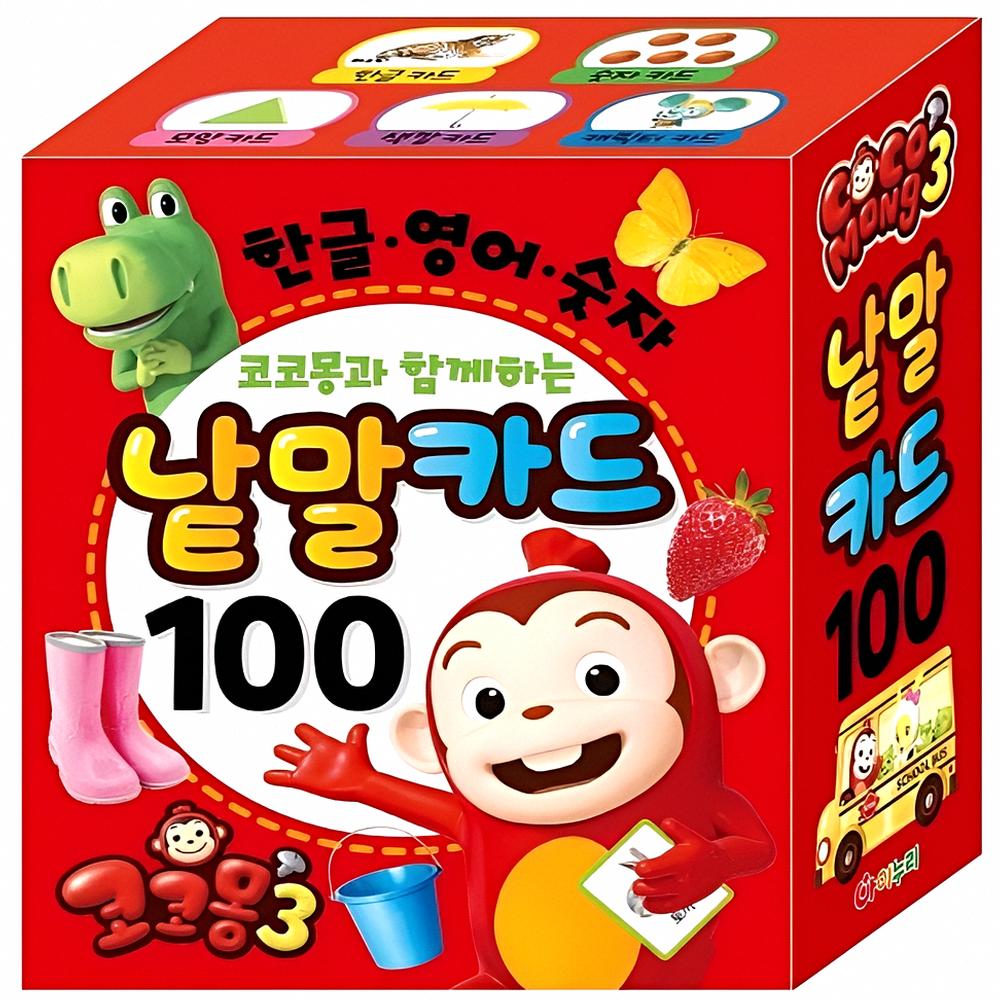 한글 카드
숫자 카드
모양 카드
색깔 카드
캐릭터 카드
한글·영어·숫자
코코몽과 함께하는
낱말카드
100
코코몽3
COCO
Mong3
낱말
카드
100
SCHOOL BUS
아이누리